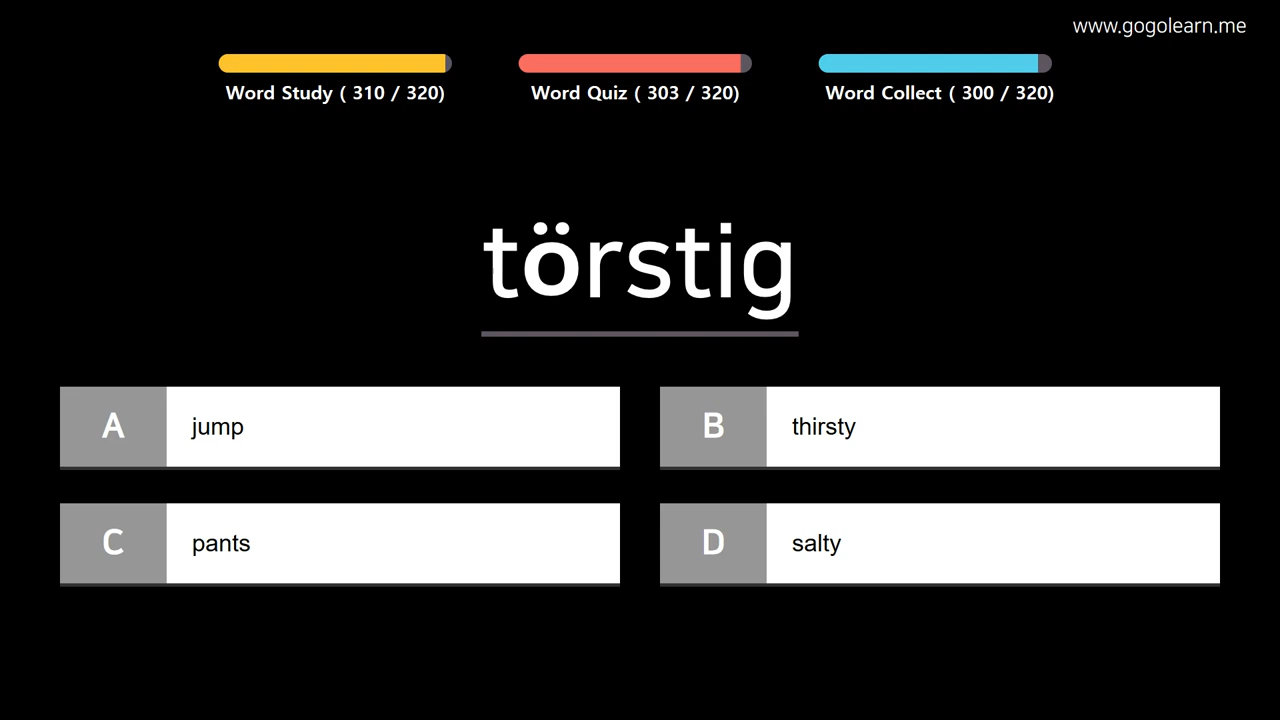 www.gogolearn.me
Word Study ( 310 / 320)
Word Quiz ( 303 / 320)
Word Collect ( 300 / 320)
törstig
A jump
B thirsty
C pants
D salty